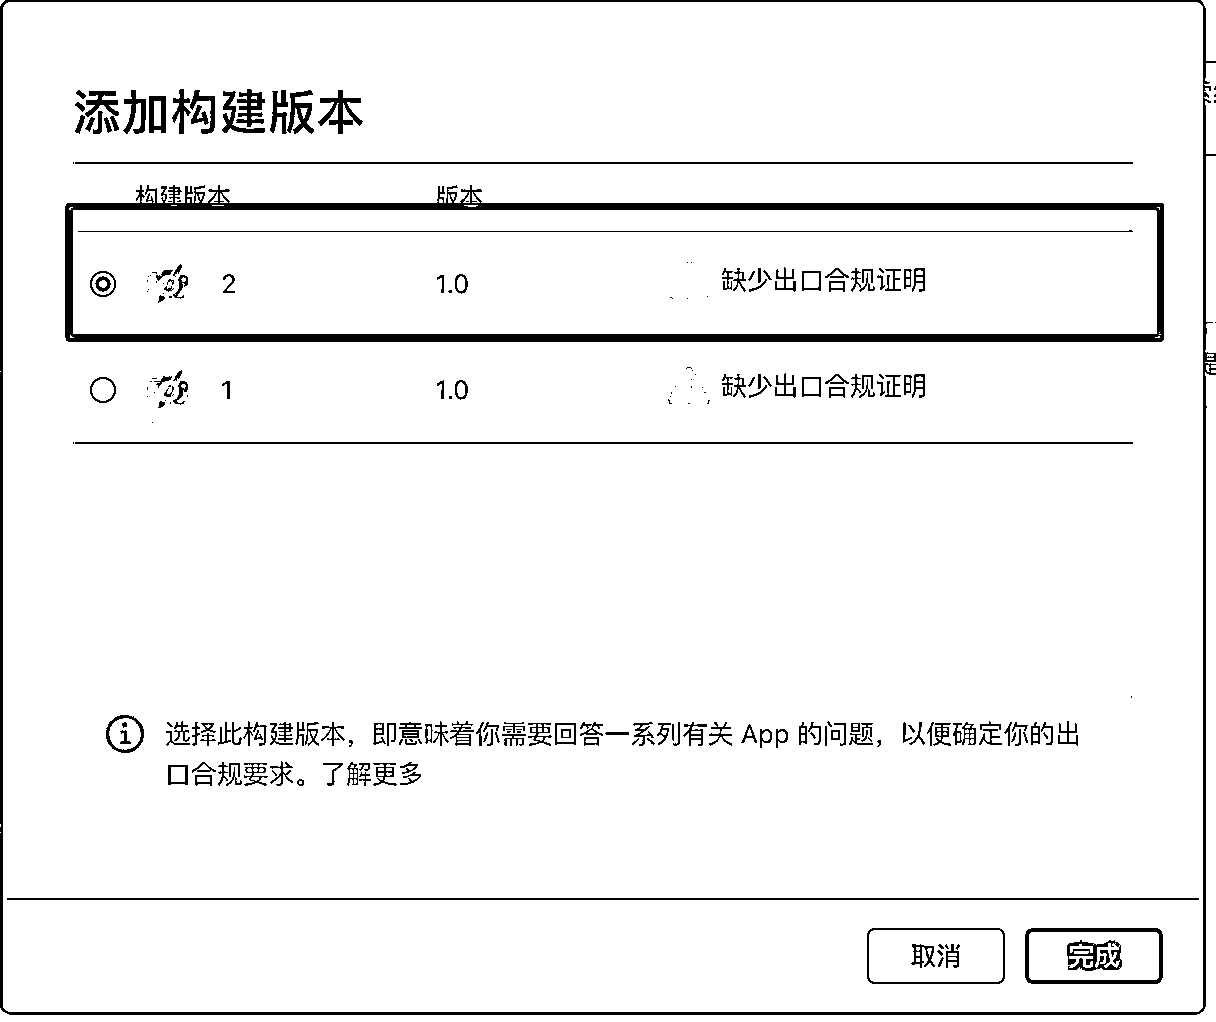 添加构建版本
构建版本 版本
2 1.0 缺少出口合规证明
1 1.0 缺少出口合规证明
选择此构建版本，即意味着你需要回答一系列有关 App 的问题，以便确定你的出
口合规要求。了解更多
取消 完成